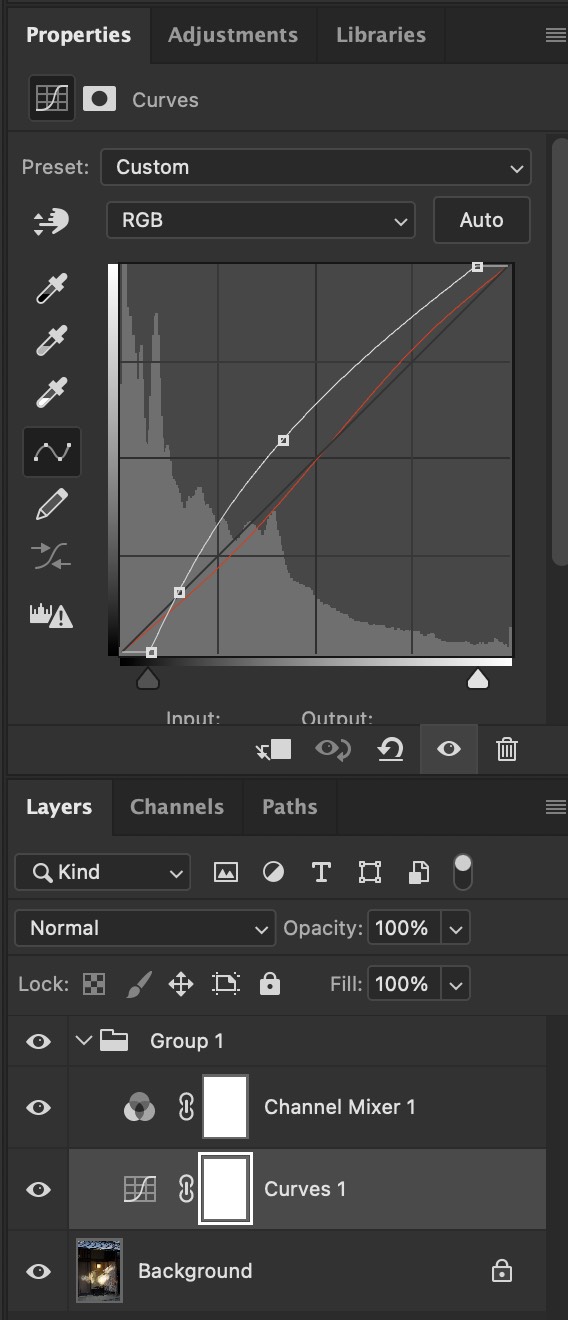 Properties Adjustments Libraries
Curves
Preset: Custom
RGB Auto
Input: Output:
Layers Channels Paths
Kind
Normal Opacity: 100%
Lock: Fill: 100%
Group 1
Channel Mixer 1
Curves 1
Background